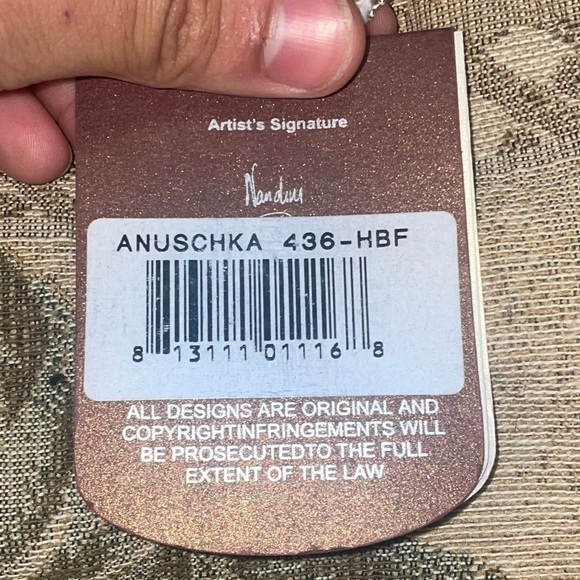 Artist's Signature
Nandini
ANUSCHKA 436-HBF
8 13111 01116 8
ALL DESIGNS ARE ORIGINAL AND
COPYRIGHTINFRINGEMENTS WILL
BE PROSECUTEDTO THE FULL
EXTENT OF THE LAW